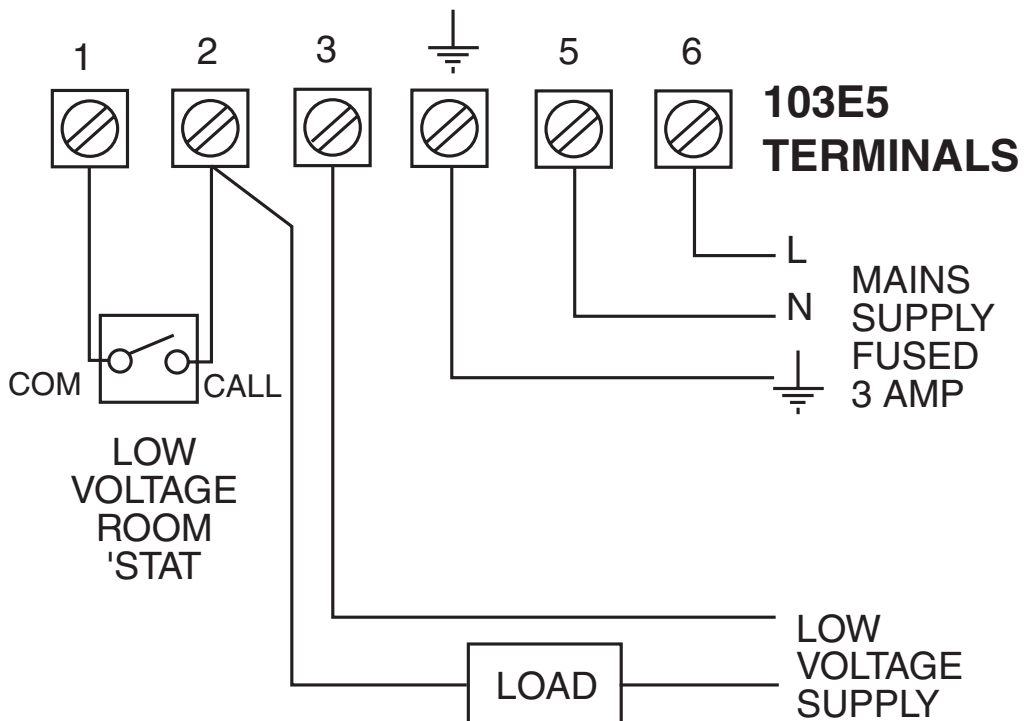 1
2
3
5
6
103E5
TERMINALS
L
N
MAINS
SUPPLY
FUSED
3 AMP
COM
CALL
LOW
VOLTAGE
ROOM
'STAT
LOAD
LOW
VOLTAGE
SUPPLY